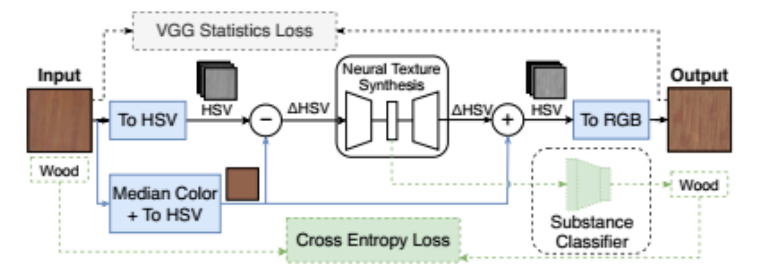 VGG Statistics Loss
Input
Neural Texture
Synthesis
Output
To HSV
HSV
−
ΔHSV
ΔHSV
+
HSV
To RGB
Wood
Median Color
+ To HSV
Wood
Substance
Classifier
Cross Entropy Loss